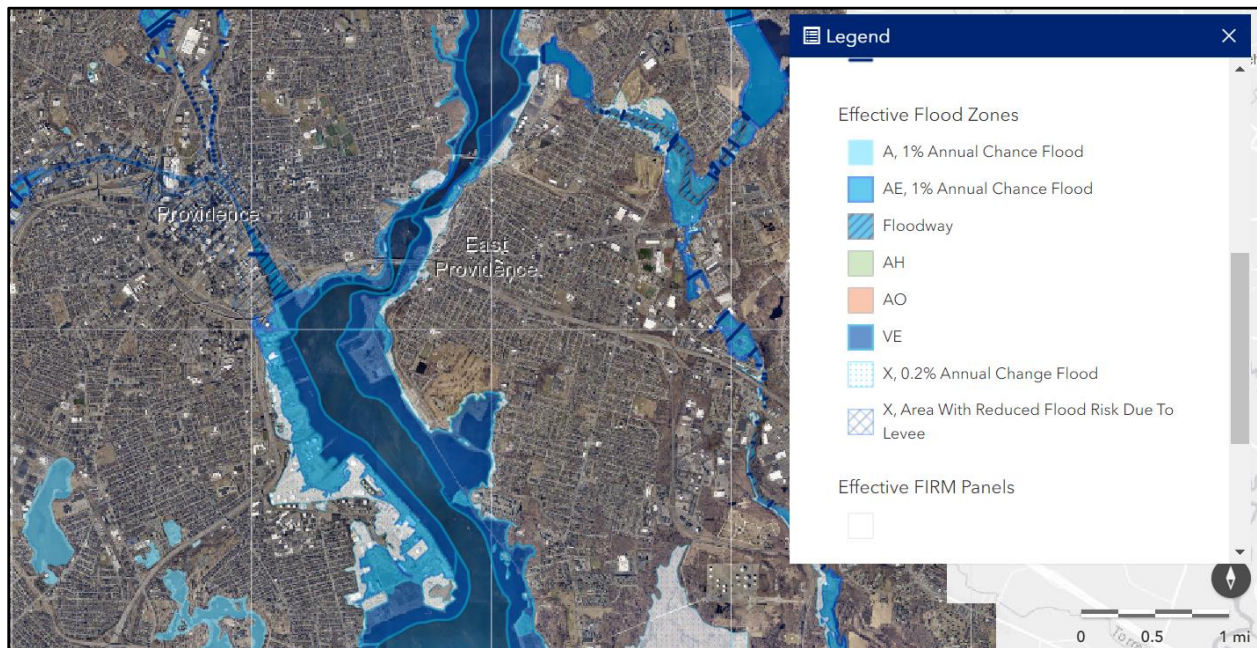 Providence
East
Providence
Legend
Effective Flood Zones
A, 1% Annual Chance Flood
AE, 1% Annual Chance Flood
Floodway
AH
AO
VE
X, 0.2% Annual Change Flood
X, Area With Reduced Flood Risk Due To
Levee
Effective FIRM Panels
0 0.5 1 mi